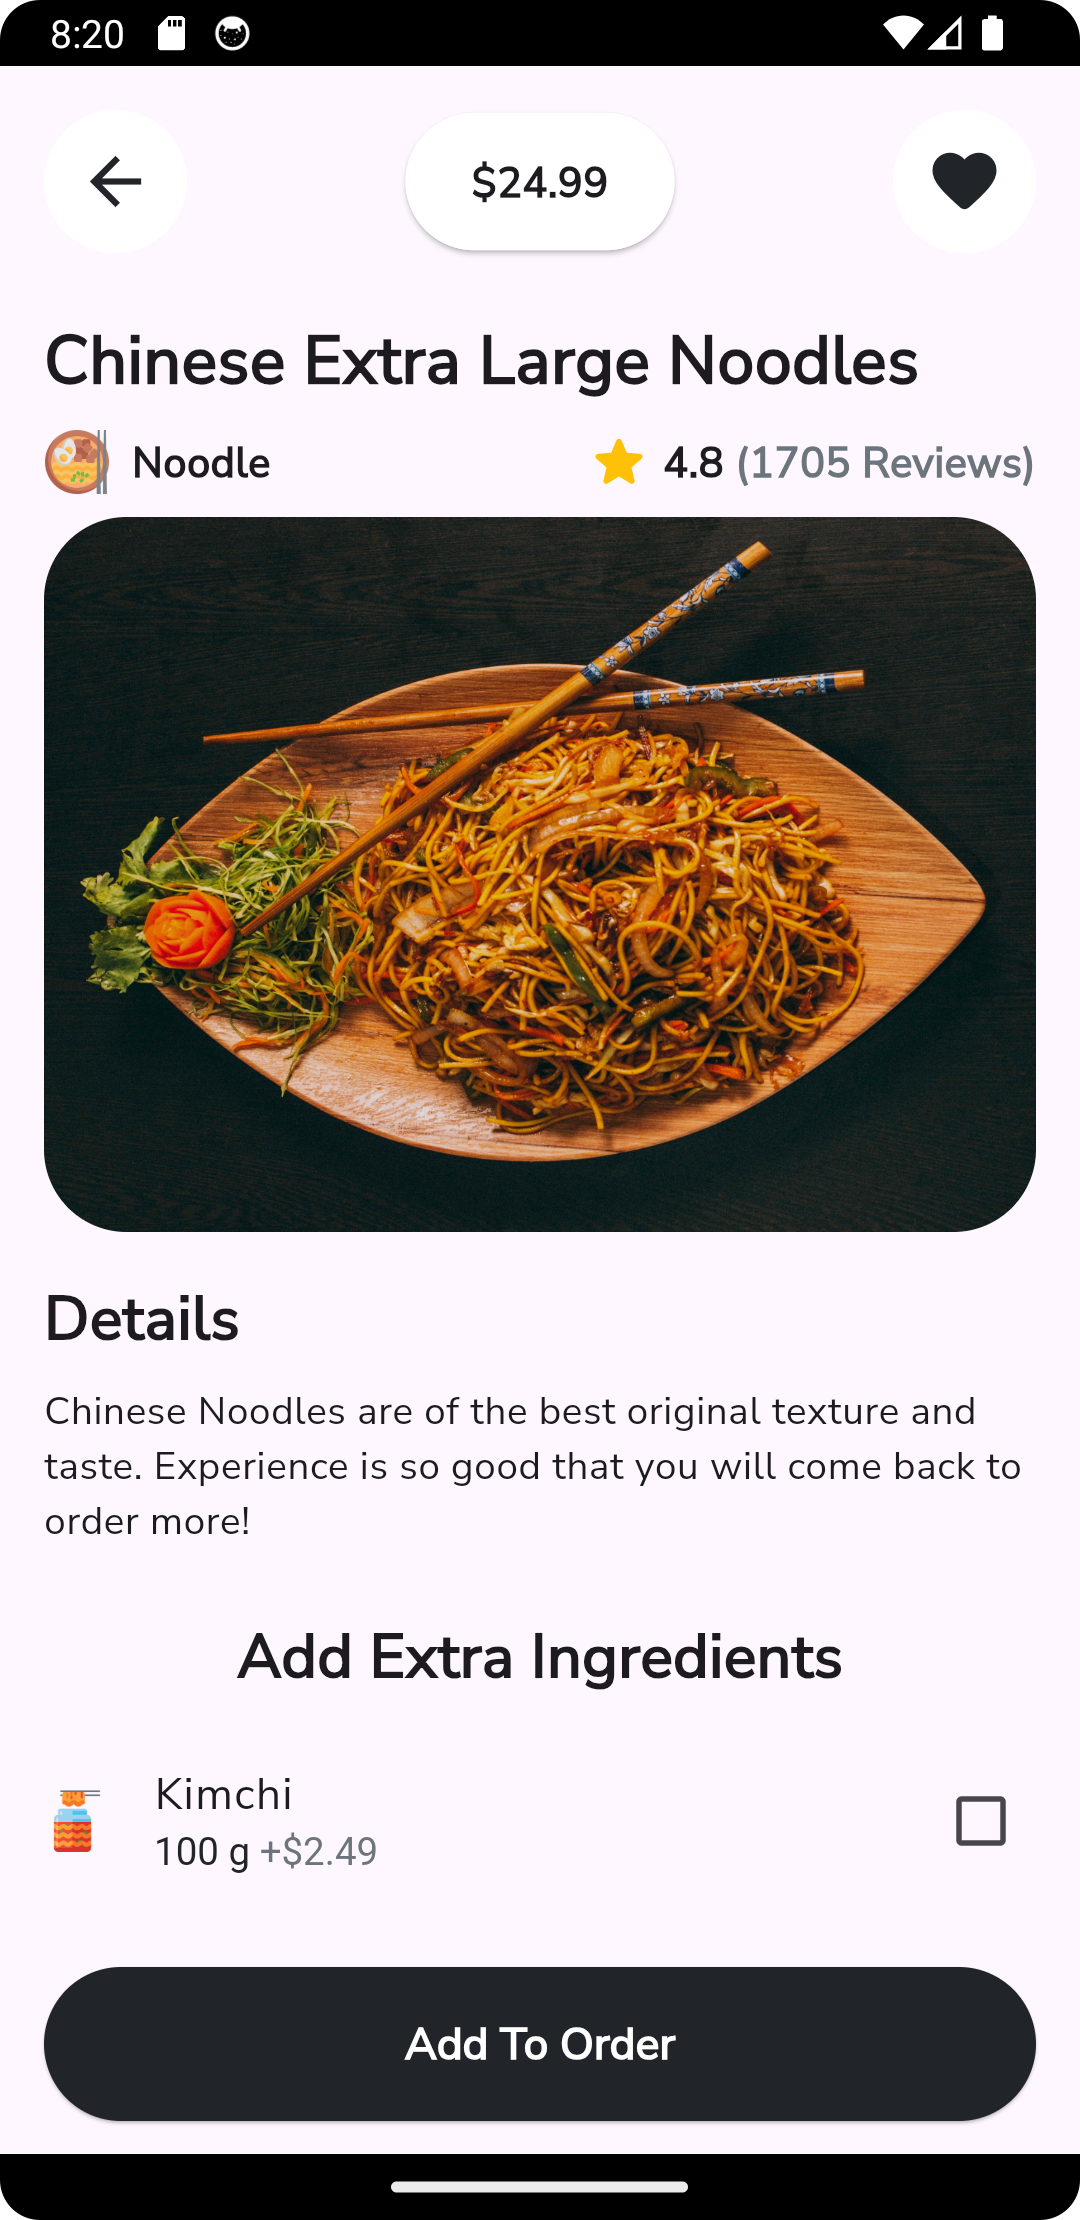 8:20
$24.99
Chinese Extra Large Noodles
Noodle
4.8 (1705 Reviews)
Details
Chinese Noodles are of the best original texture and
taste. Experience is so good that you will come back to
order more!
Add Extra Ingredients
Kimchi
100 g +$2.49
Add To Order